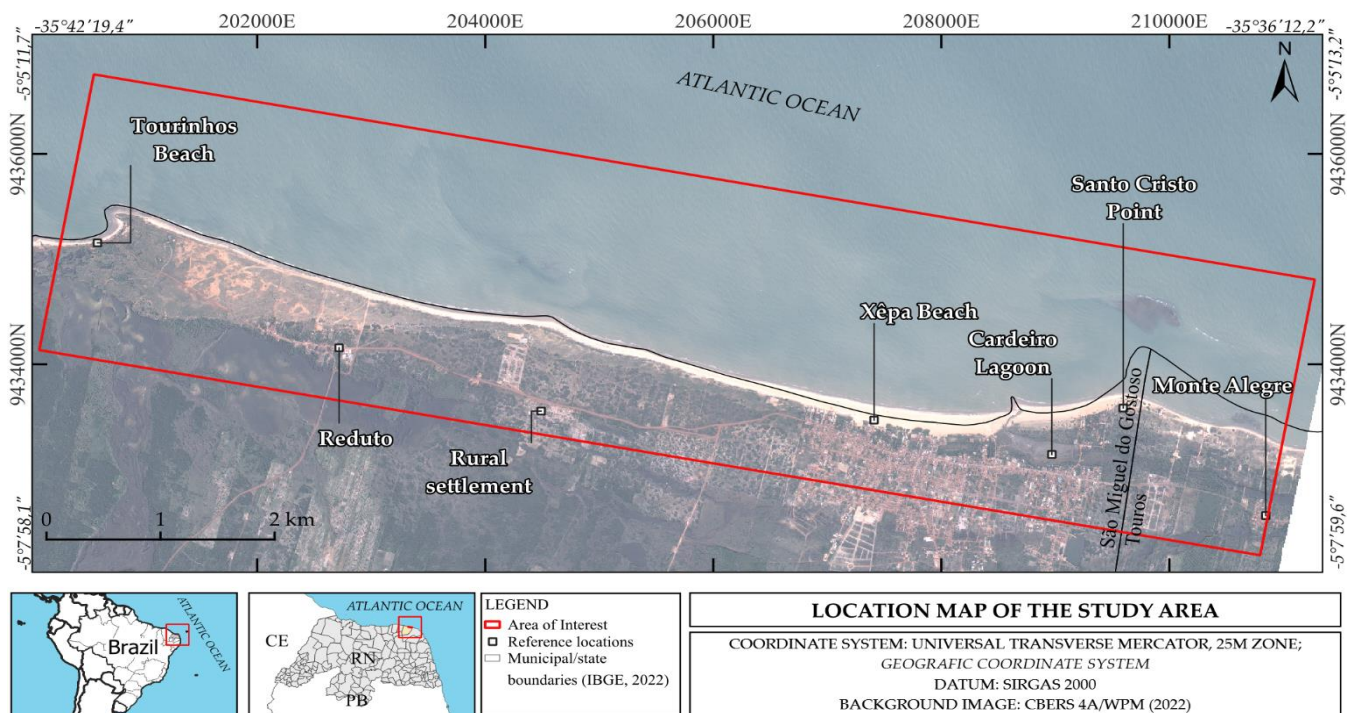 202000E 204000E 206000E 208000E 210000E
-35°42'19,4" -35°36'12,2"
-5°5'11,7"
-5°5'13,2"
N
ATLANTIC OCEAN
9436000N
9436000N
Tourinhos
Beach
Santo Cristo
Point
Xêpa Beach
Cardeiro
Lagoon
9434000N
9434000N
Monte Alegre
Reduto
Rural
settlement
São Miguel do Gostoso
Touros
-5°7'58,1"
-5°7'59,6"
0 1 2 km
ATLANTIC OCEAN
Brazil
ATLANTIC OCEAN
CE
RN
PB
LEGEND
Area of Interest
Reference locations
Municipal/state
boundaries (IBGE, 2022)
LOCATION MAP OF THE STUDY AREA
COORDINATE SYSTEM: UNIVERSAL TRANSVERSE MERCATOR, 25M ZONE;
GEOGRAFIC COORDINATE SYSTEM
DATUM: SIRGAS 2000
BACKGROUND IMAGE: CBERS 4A/WPM (2022)